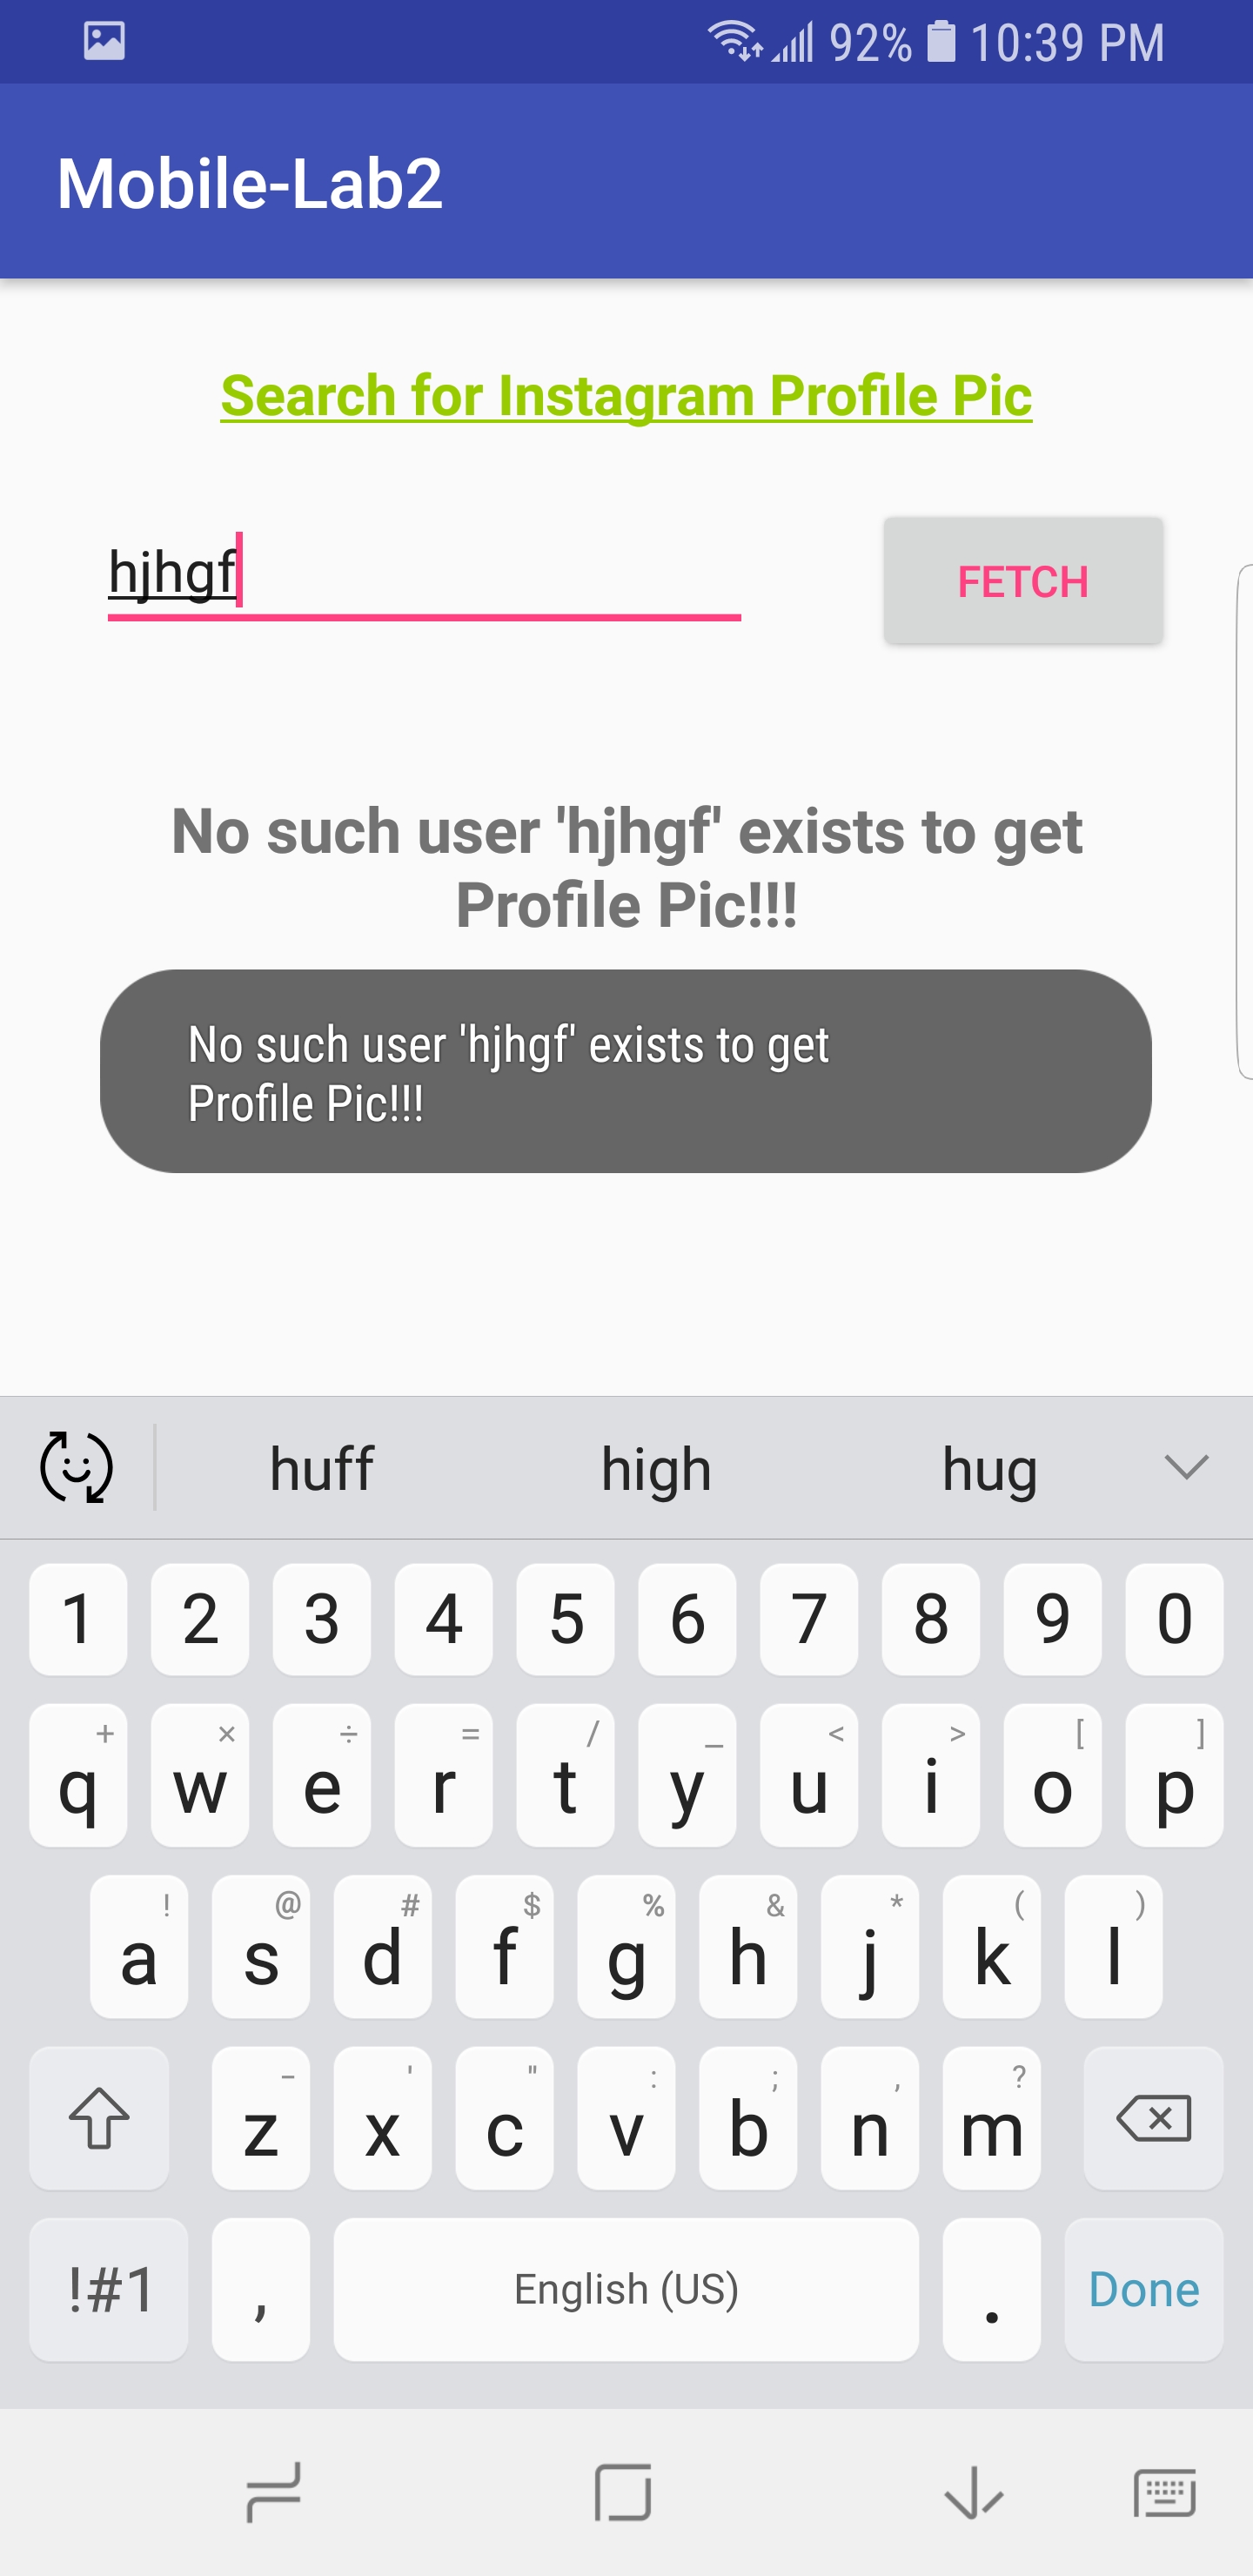 92% 10:39 PM
Mobile-Lab2
Search for Instagram Profile Pic
hjhgf
FETCH
No such user 'hjhgf' exists to get
Profile Pic!!!
No such user 'hjhgf' exists to get
Profile Pic!!!
huff high hug
1 2 3 4 5 6 7 8 9 0
+ × ÷ = / _ < > [ ]
q w e r t y u i o p
! @ # $ % & * ( )
a s d f g h j k l
- ' " : ; , ?
z x c v b n m
!#1 , English (US) . Done